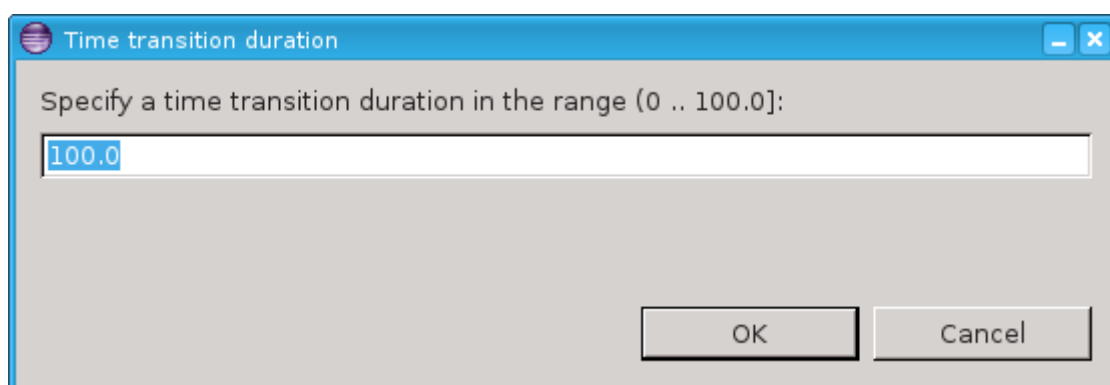 Time transition duration
Specify a time transition duration in the range (0 .. 100.0]:
100.0
OK Cancel